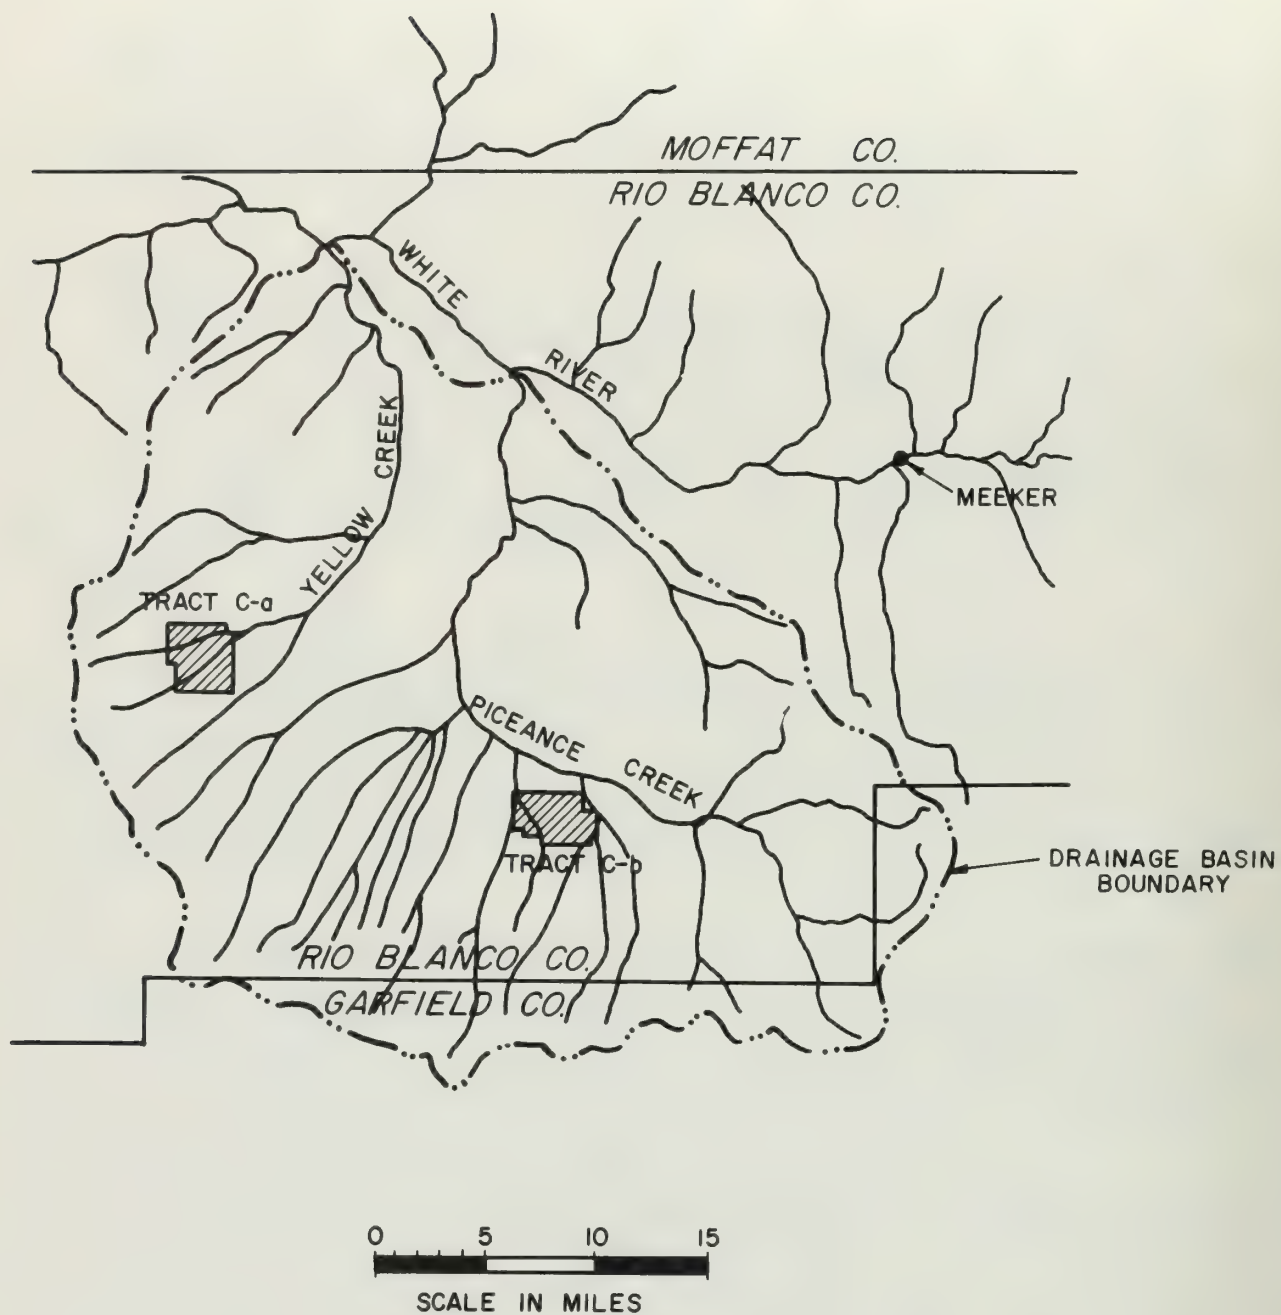 MOFFAT CO.
RIO BLANCO CO.
WHITE
RIVER
YELLOW CREEK
MEEKER
TRACT C-a
PICEANCE CREEK
TRACT C-b
DRAINAGE BASIN
BOUNDARY
RIO BLANCO CO.
GARFIELD CO.
0 5 10 15
SCALE IN MILES